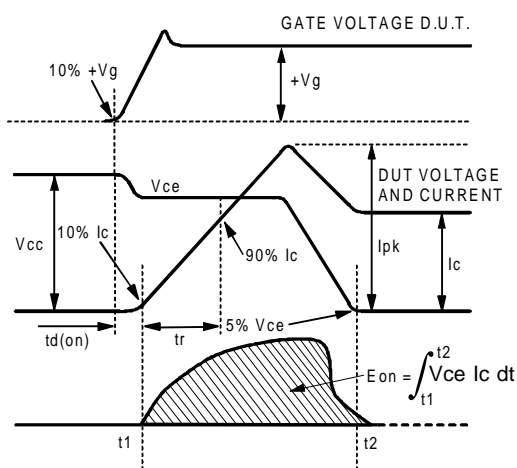 GATE VOLTAGE D.U.T.
10% +Vg
+Vg
Vce
DUT VOLTAGE
AND CURRENT
Vcc
10% Ic
90% Ic
Ipk
Ic
td(on)
tr
5% Vce
Eon = ∫ Vce Ic dt
t2
t1
t1
t2